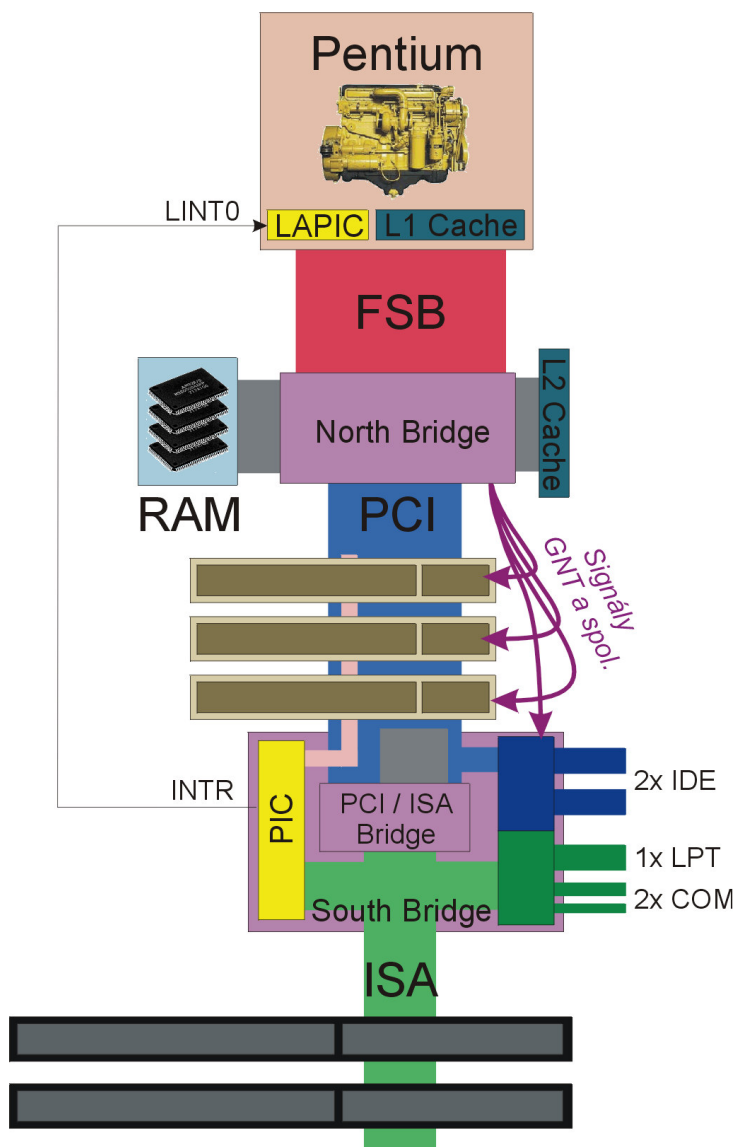 Pentium
LINT0
LAPIC
L1 Cache
FSB
L2 Cache
North Bridge
RAM
PCI
Signály
GNT a spol.
INTR
PIC
PCI / ISA
Bridge
2x IDE
1x LPT
2x COM
South Bridge
ISA